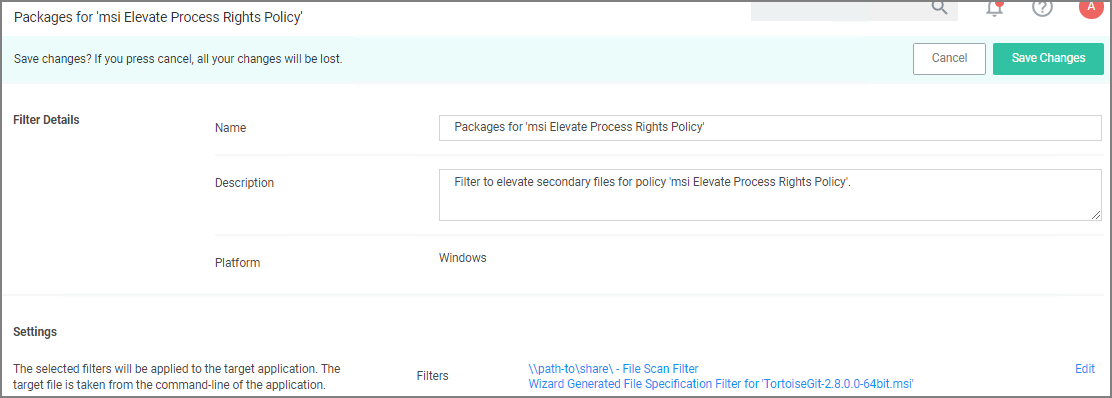 Packages for 'msi Elevate Process Rights Policy'
A
Save changes? If you press cancel, all your changes will be lost.
Cancel
Save Changes
Filter Details
Name
Packages for 'msi Elevate Process Rights Policy'
Description
Filter to elevate secondary files for policy 'msi Elevate Process Rights Policy'.
Platform
Windows
Settings
The selected filters will be applied to the target application. The
target file is taken from the command-line of the application.
Filters
\\path-to\share\ - File Scan Filter
Wizard Generated File Specification Filter for 'TortoiseGit-2.8.0.0-64bit.msi'
Edit